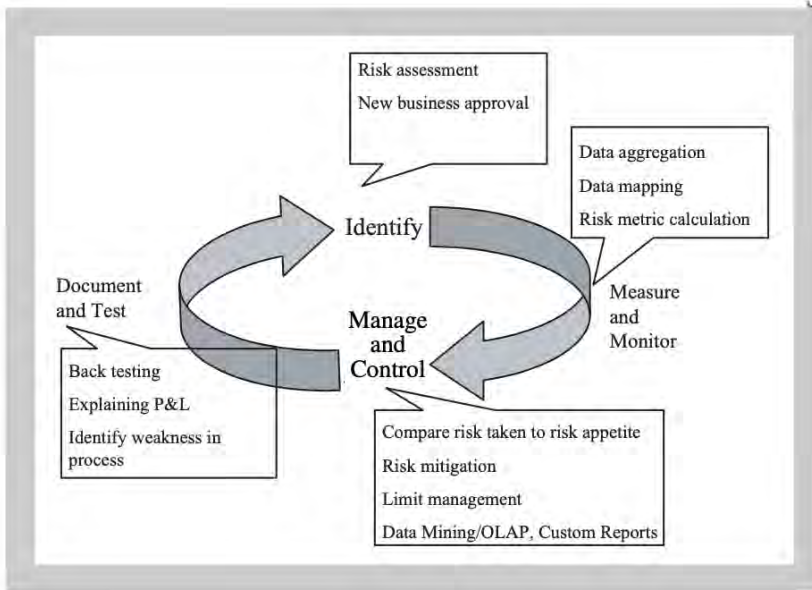 Risk assessment
New business approval
Identify
Data aggregation
Data mapping
Risk metric calculation
Measure
and
Monitor
Manage
and
Control
Compare risk taken to risk appetite
Risk mitigation
Limit management
Data Mining/OLAP, Custom Reports
Document
and Test
Back testing
Explaining P&L
Identify weakness in
process